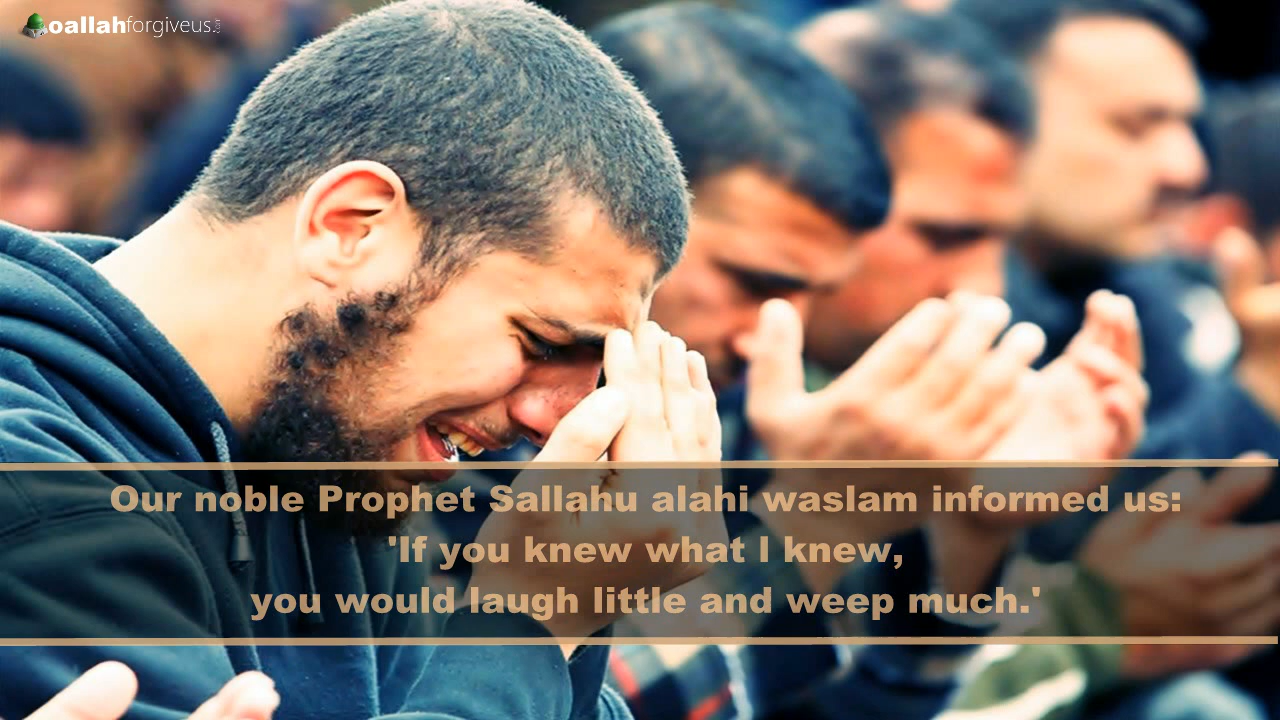 oallahforgiveus.com
Our noble Prophet Sallahu alahi waslam informed us:
'If you knew what I knew,
you would laugh little and weep much.'